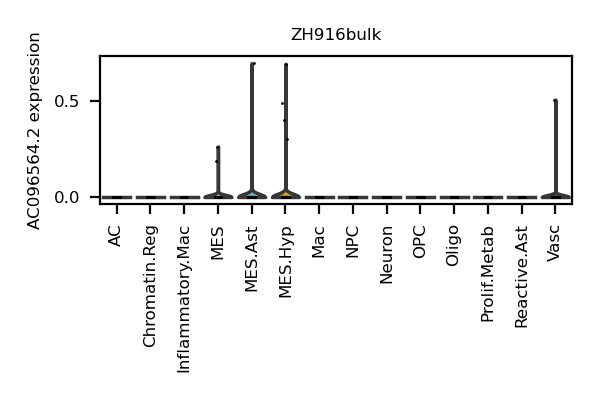 ZH916bulk
AC096564.2 expression
0.5
0.0
AC
Chromatin.Reg
Inflammatory.Mac
MES
MES.Ast
MES.Hyp
Mac
NPC
Neuron
OPC
Oligo
Prolif.Metab
Reactive.Ast
Vasc